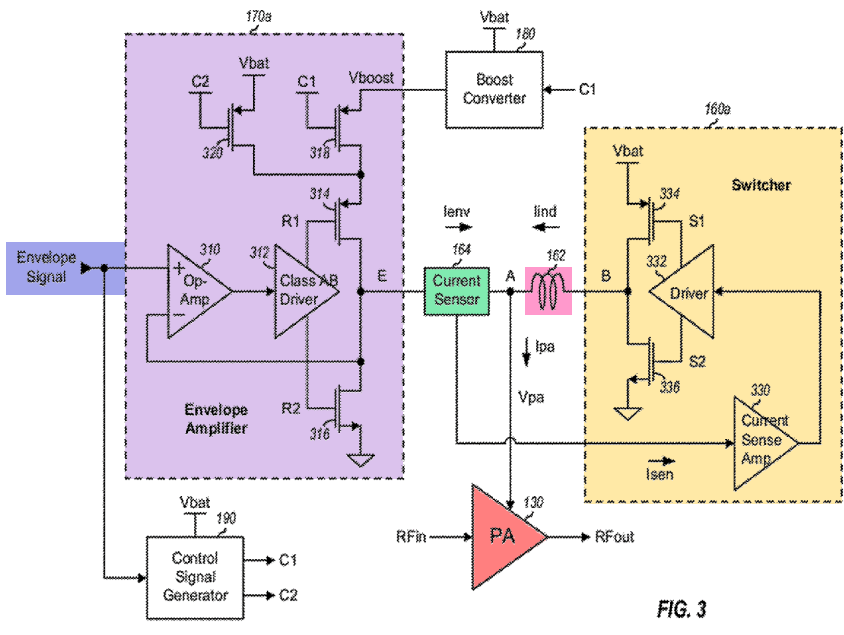 170a
Vbat
180
Vbat
C2
C1
Vboost
Boost
Converter
C1
320
318
160a
Vbat
Switcher
314
334
R1
Ienv
Iind
S1
Envelope
Signal
310
312
164
162
332
+
Op-
Amp
−
Class AB
Driver
E
Current
Sensor
A
B
Driver
Ipa
S2
Vpa
336
Envelope
Amplifier
R2
316
330
Current
Sense
Amp
Isen
Vbat
190
130
Control
Signal
Generator
C1
C2
RFin
PA
RFout
FIG. 3